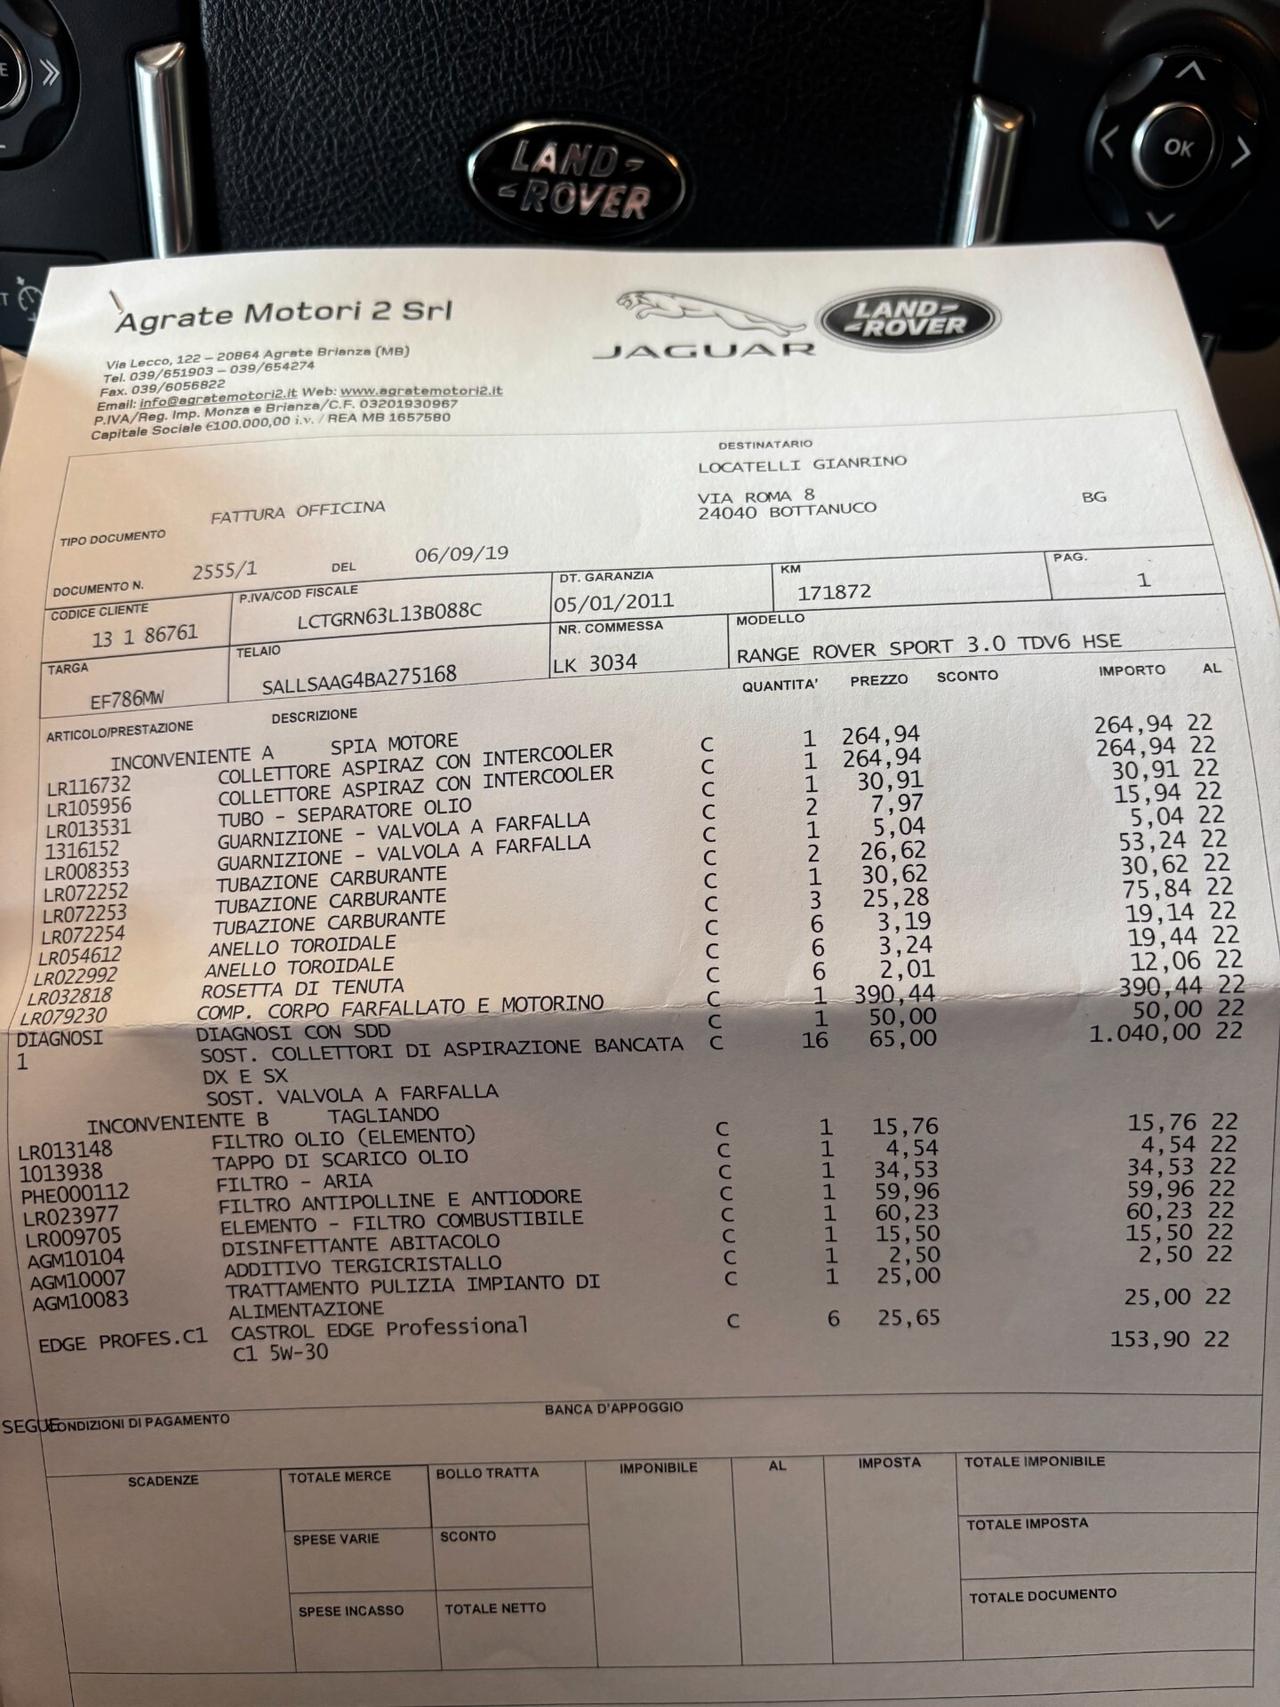 LAND-
-ROVER
OK
Agrate Motori 2 Srl
Via Lecco, 122 – 20864 Agrate Brianza (MB)
Tel. 039/651903 – 039/654274
Fax. 039/6056822
Email: info@agratemotori2.it Web: www.agratemotori2.it
P.IVA/Reg. Imp. Monza e Brianza/C.F. 03201930967
Capitale Sociale €100.000,00 i.v. / REA MB 1657580
JAGUAR
LAND-
-ROVER
DESTINATARIO
LOCATELLI GIANRINO
VIA ROMA 8
24040 BOTTANUCO BG
TIPO DOCUMENTO FATTURA OFFICINA
DOCUMENTO N. 2555/1 DEL 06/09/19
CODICE CLIENTE P.IVA/COD FISCALE DT. GARANZIA KM PAG.
13 1 86761 LCTGRN63L13B088C 05/01/2011 171872 1
TARGA TELAIO NR. COMMESSA MODELLO
EF786MW SALLSAAG4BA275168 LK 3034 RANGE ROVER SPORT 3.0 TDV6 HSE
ARTICOLO/PRESTAZIONE DESCRIZIONE QUANTITA' PREZZO SCONTO IMPORTO AL
INCONVENIENTE A SPIA MOTORE
LR116732 COLLETTORE ASPIRAZ CON INTERCOOLER C 1 264,94 264,94 22
LR105956 COLLETTORE ASPIRAZ CON INTERCOOLER C 1 264,94 264,94 22
LR013531 TUBO - SEPARATORE OLIO C 1 30,91 30,91 22
1316152 GUARNIZIONE - VALVOLA A FARFALLA C 2 7,97 15,94 22
LR008353 GUARNIZIONE - VALVOLA A FARFALLA C 1 5,04 5,04 22
LR072252 TUBAZIONE CARBURANTE C 2 26,62 53,24 22
LR072253 TUBAZIONE CARBURANTE C 1 30,62 30,62 22
LR072254 TUBAZIONE CARBURANTE C 3 25,28 75,84 22
LR054612 ANELLO TOROIDALE C 6 3,19 19,14 22
LR022992 ANELLO TOROIDALE C 6 3,24 19,44 22
LR032818 ROSETTA DI TENUTA C 6 2,01 12,06 22
LR079230 COMP. CORPO FARFALLATO E MOTORINO C 1 390,44 390,44 22
DIAGNOSI DIAGNOSI CON SDD C 1 50,00 50,00 22
1 SOST. COLLETTORI DI ASPIRAZIONE BANCATA C 16 65,00 1.040,00 22
DX E SX
SOST. VALVOLA A FARFALLA
INCONVENIENTE B TAGLIANDO
LR013148 FILTRO OLIO (ELEMENTO) C 1 15,76 15,76 22
1013938 TAPPO DI SCARICO OLIO C 1 4,54 4,54 22
PHE000112 FILTRO - ARIA C 1 34,53 34,53 22
LR023977 FILTRO ANTIPOLLINE E ANTIODORE C 1 59,96 59,96 22
LR009705 ELEMENTO - FILTRO COMBUSTIBILE C 1 60,23 60,23 22
AGM10104 DISINFETTANTE ABITACOLO C 1 15,50 15,50 22
AGM10007 ADDITIVO TERGICRISTALLO C 1 2,50 2,50 22
AGM10083 TRATTAMENTO PULIZIA IMPIANTO DI C 1 25,00 25,00 22
ALIMENTAZIONE
EDGE PROFES.C1 CASTROL EDGE Professional C 6 25,65 153,90 22
C1 5W-30
SEGUE CONDIZIONI DI PAGAMENTO BANCA D'APPOGGIO
SCADENZE TOTALE MERCE BOLLO TRATTA IMPONIBILE AL IMPOSTA TOTALE IMPONIBILE
SPESE VARIE SCONTO TOTALE IMPOSTA
SPESE INCASSO TOTALE NETTO TOTALE DOCUMENTO